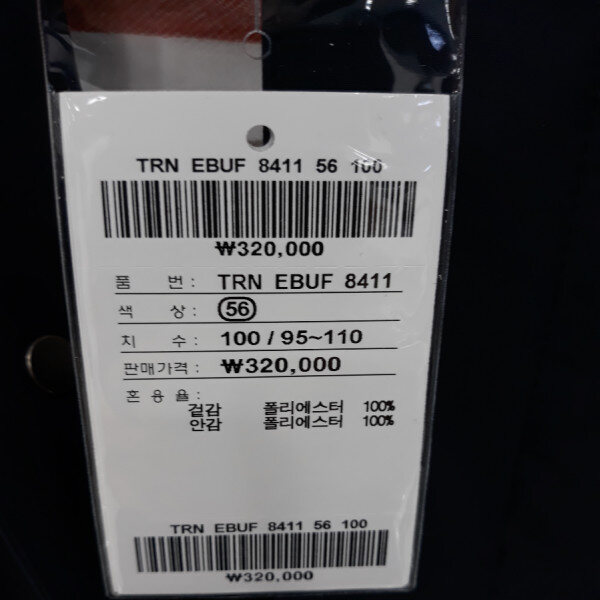 TRN EBUF 8411 56 100
₩320,000
품 번 : TRN EBUF 8411
색 상 : 56
치 수 : 100 / 95~110
판매가격 : ₩320,000
혼 용 율 :
겉감 폴리에스터 100%
안감 폴리에스터 100%
TRN EBUF 8411 56 100
₩320,000